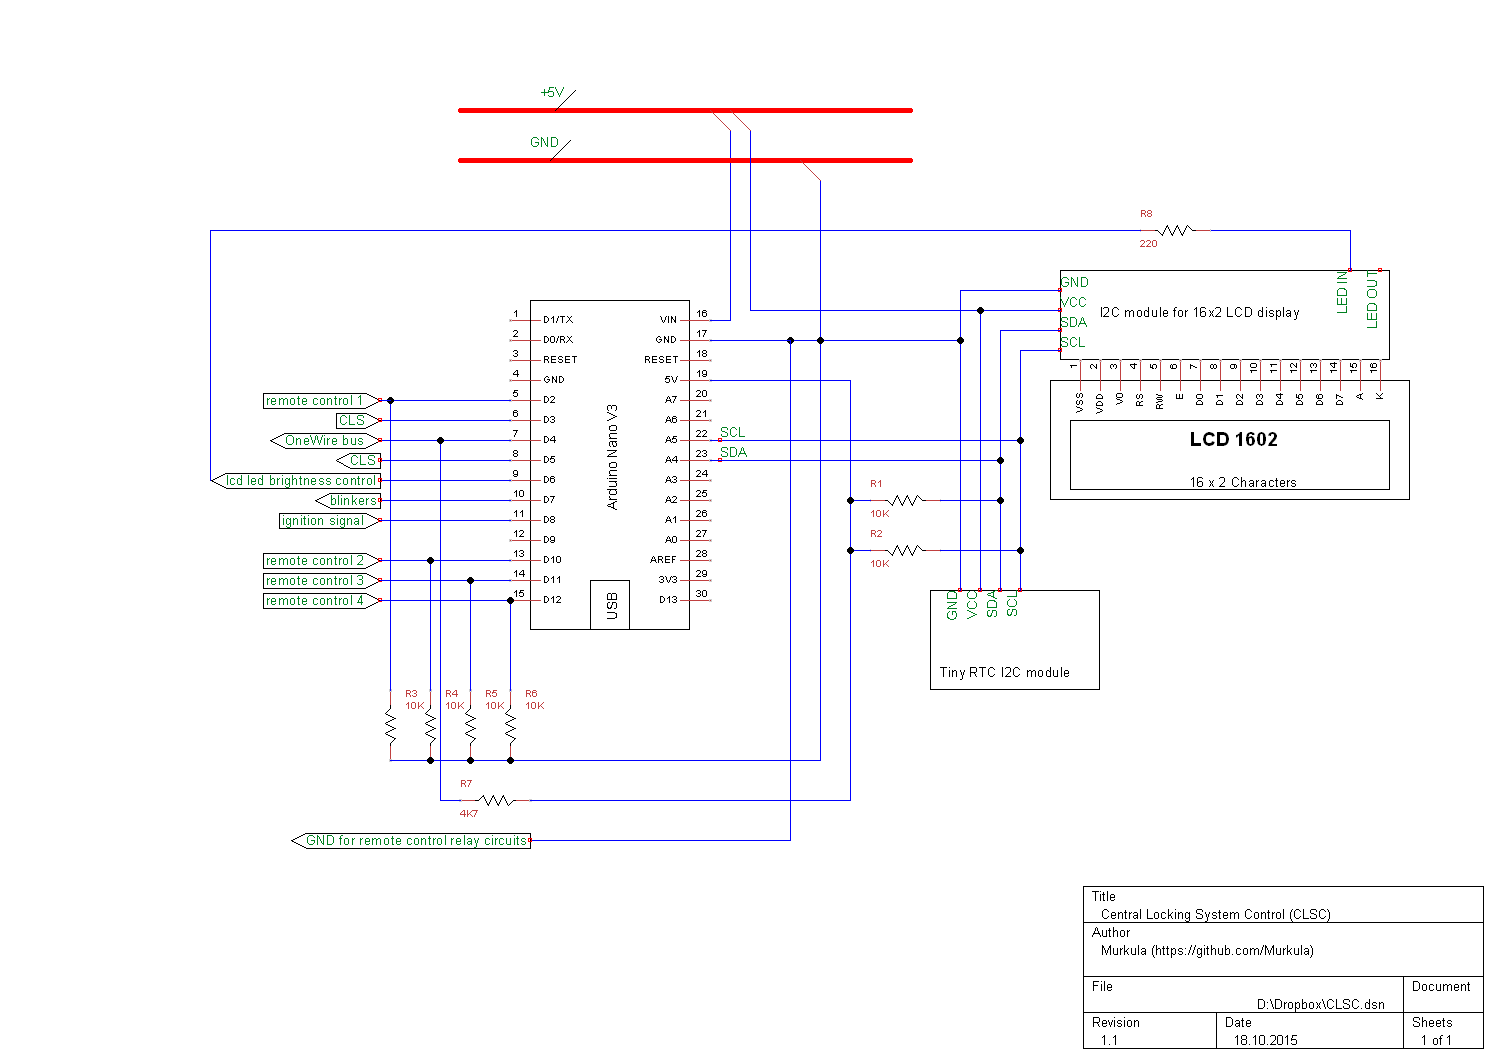 +5V
GND
R8
220
GND
VCC
SDA
SCL
I2C module for 16x2 LCD display
LED IN
LED OUT
1 2 3 4 5 6 7 8 9 10 11 12 13 14 15 16
VSS VDD V0 RS RW E D0 D1 D2 D3 D4 D5 D6 D7 A K
LCD 1602
16 x 2 Characters
1 D1/TX VIN 16
2 D0/RX GND 17
3 RESET RESET 18
4 GND 5V 19
remote control 1 5 D2 A7 20
CLS 6 D3 A6 21
OneWire bus 7 D4 A5 22 SCL
CLS 8 D5 A4 23 SDA
lcd led brightness control 9 D6 A3 24
blinkers 10 D7 A2 25
ignition signal 11 D8 A1 26
12 D9 A0 27
remote control 2 13 D10 AREF 28
remote control 3 14 D11 3V3 29
remote control 4 15 D12 D13 30
Arduino Nano V3
USB
R1
10K
R2
10K
GND
VCC
SDA
SCL
Tiny RTC I2C module
R3 R4 R5 R6
10K 10K 10K 10K
R7
4K7
GND for remote control relay circuits
Title
Central Locking System Control (CLSC)
Author
Murkula (https://github.com/Murkula)
File
D:\Dropbox\CLSC.dsn
Document
Revision
1.1
Date
18.10.2015
Sheets
1 of 1